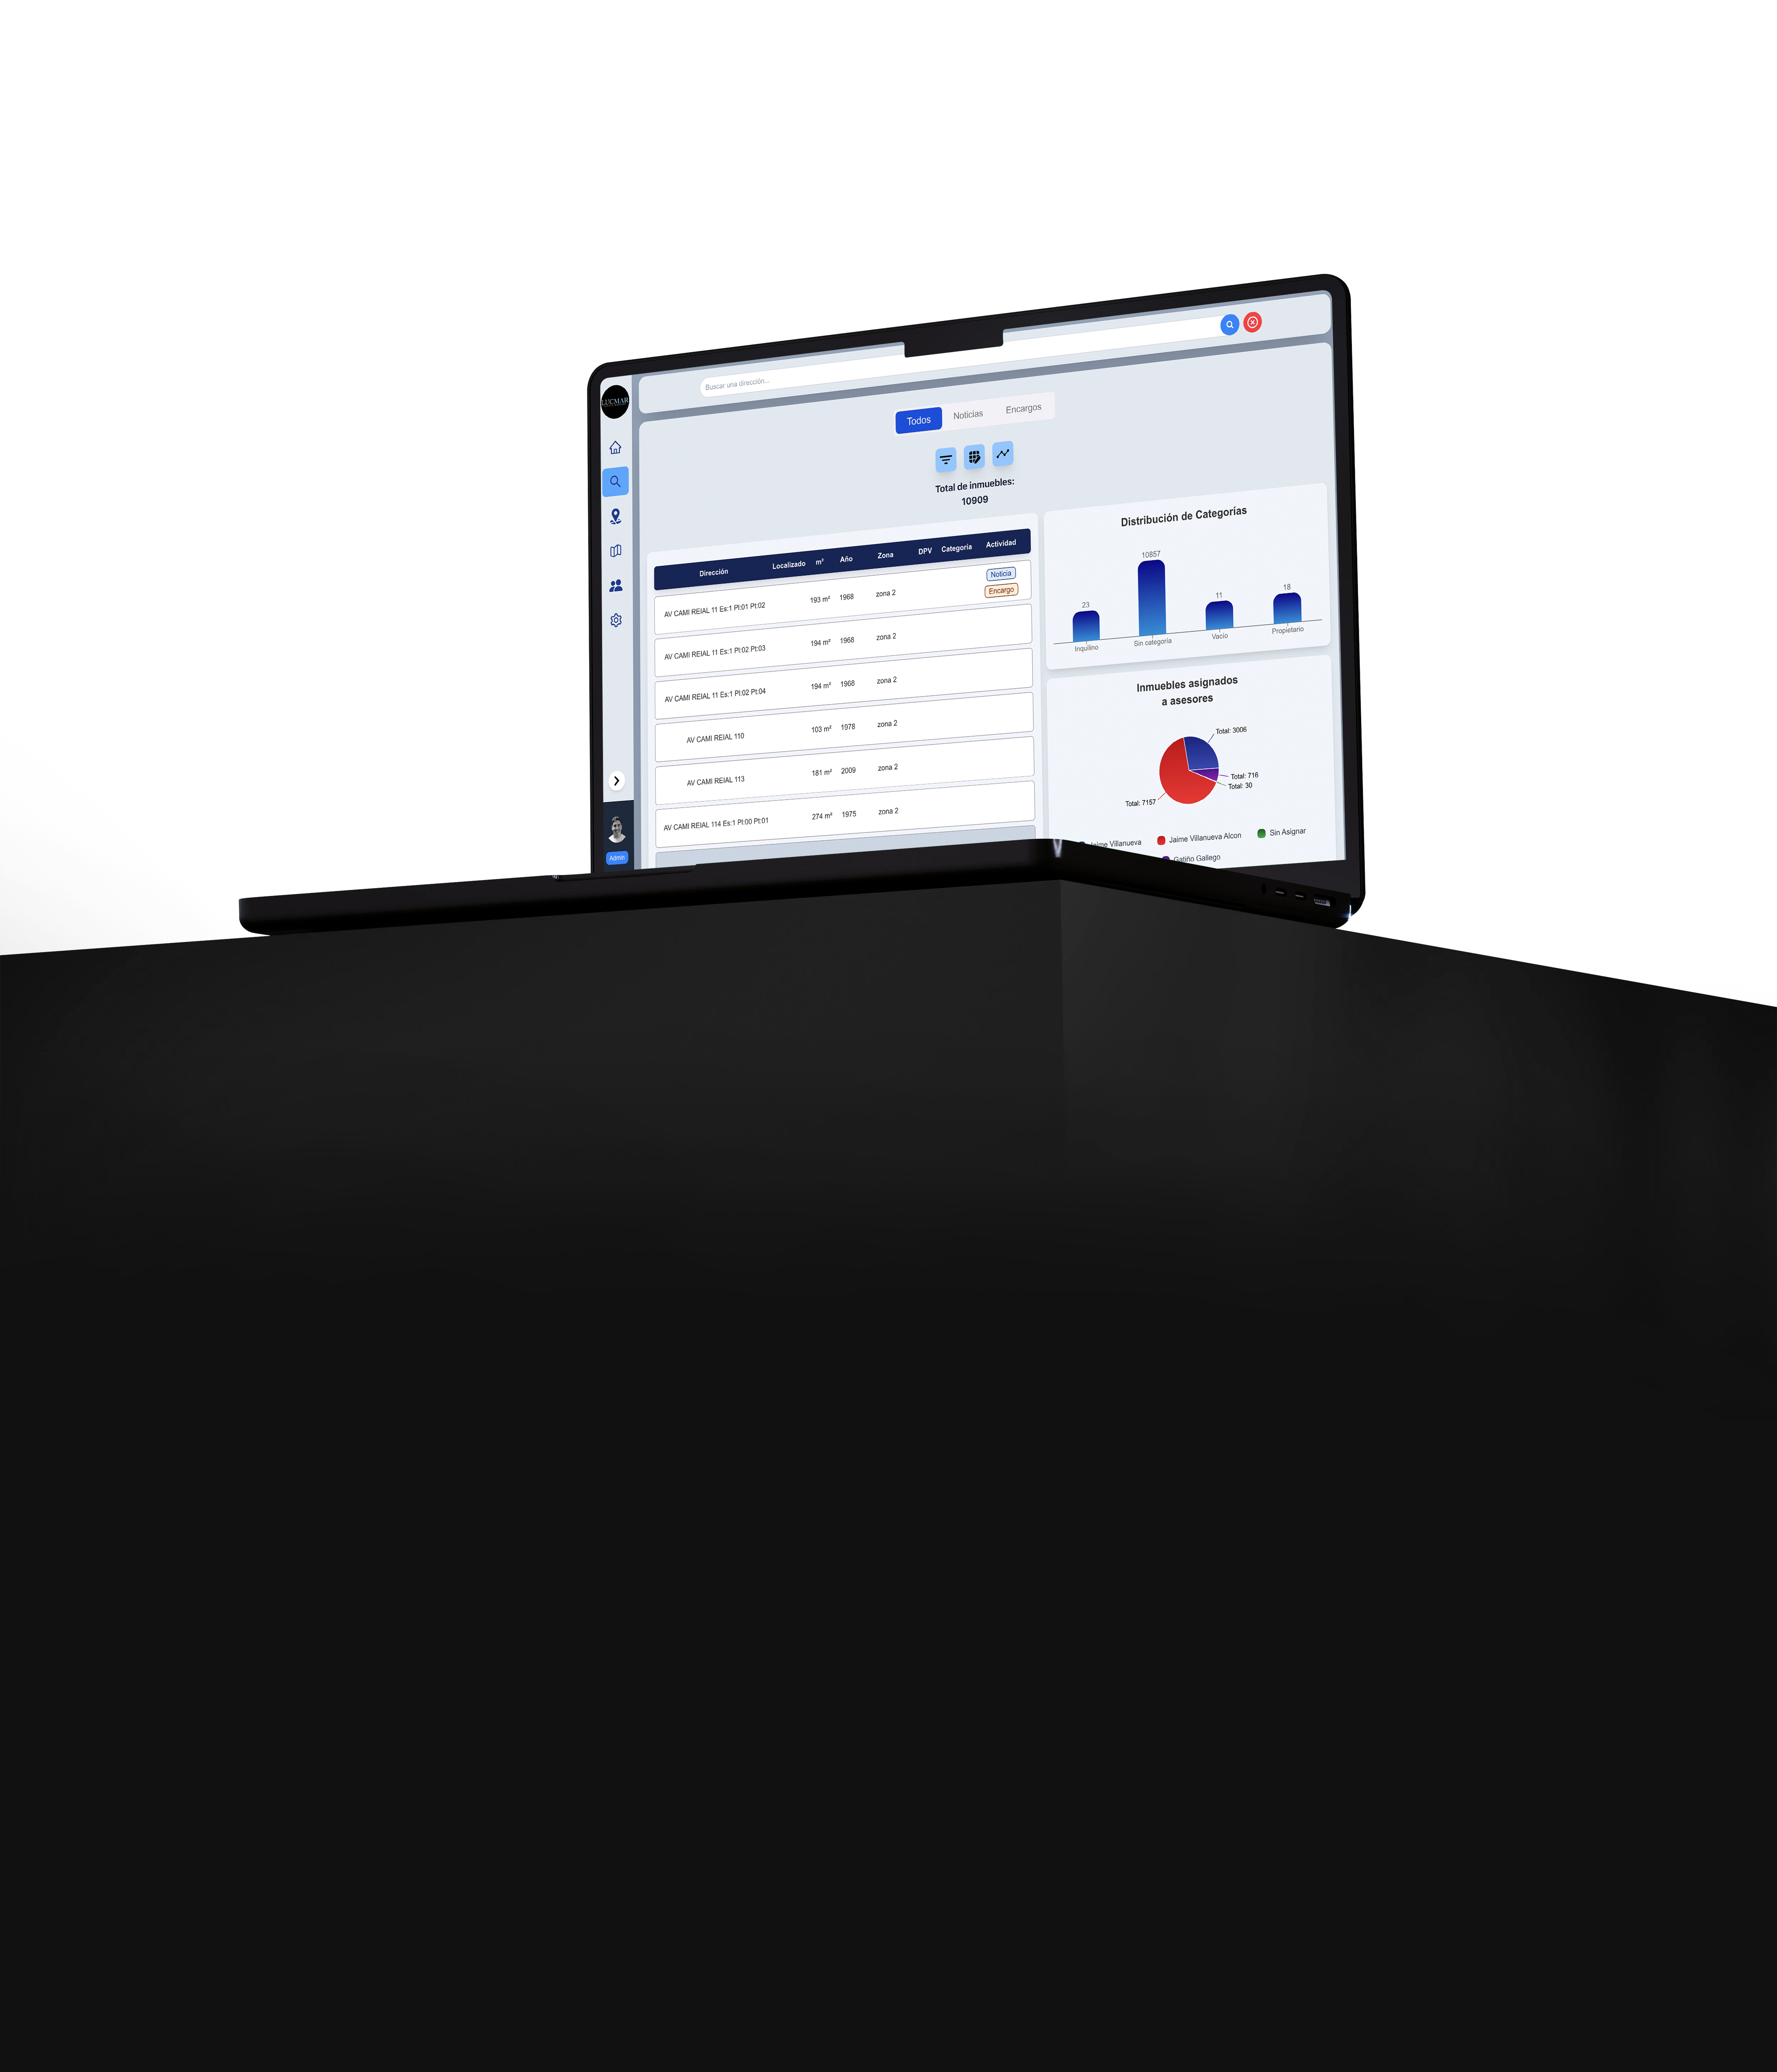 LUCMAR
Buscar una dirección...
Todos
Noticias
Encargos
Total de inmuebles:
10909
Dirección Localizado m² Año Zona DPV Categoría Actividad
AV CAMI REIAL 11 Es:1 Pl:01 Pt:02 193 m² 1968 zona 2 Noticia
Encargo
AV CAMI REIAL 11 Es:1 Pl:02 Pt:03 194 m² 1968 zona 2
AV CAMI REIAL 11 Es:1 Pl:02 Pt:04 194 m² 1968 zona 2
AV CAMI REIAL 110 103 m² 1978 zona 2
AV CAMI REIAL 113 181 m² 2009 zona 2
AV CAMI REIAL 114 Es:1 Pl:00 Pt:01 274 m² 1975 zona 2
Admin
Distribución de Categorías
23
10857
11
18
Inquilino
Sin categoría
Vacío
Propietario
Inmuebles asignados
a asesores
Total: 3006
Total: 716
Total: 30
Total: 7157
Jaime Villanueva
Jaime Villanueva Alcon
Sin Asignar
Gatiño Gallego